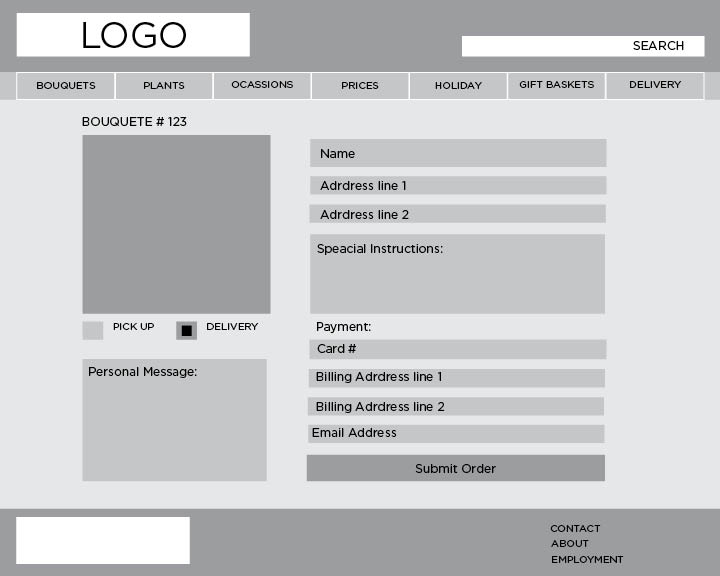 LOGO
SEARCH
BOUQUETS
PLANTS
OCASSIONS
PRICES
HOLIDAY
GIFT BASKETS
DELIVERY
BOUQUETE # 123
PICK UP
DELIVERY
Personal Message:
Name
Adrdress line 1
Adrdress line 2
Speacial Instructions:
Payment:
Card #
Billing Adrdress line 1
Billing Adrdress line 2
Email Address
Submit Order
CONTACT
ABOUT
EMPLOYMENT